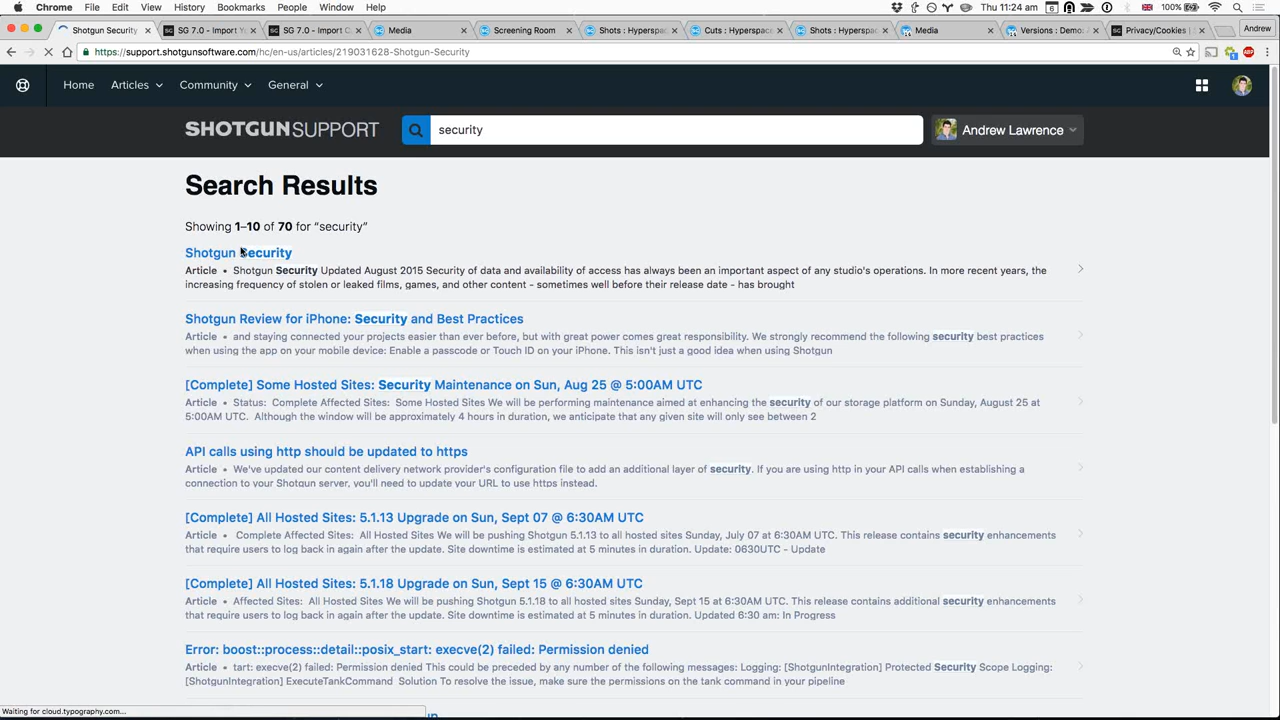 Chrome File Edit View History Bookmarks People Window Help
6 100% Thu 11:24 am
Shotgun Security SG 7.0 - Import SG 7.0 - Import C Media Screening Room Shots : Hyperspac Cuts : Hyperspac Shots : Hyperspac Media Versions : Demo: Privacy/Cookies | Andrew
https://support.shotgunsoftware.com/hc/en-us/articles/219031628-Shotgun-Security
Home Articles Community General
SHOTGUNSUPPORT security Andrew Lawrence
Search Results
Showing 1–10 of 70 for “security”
Shotgun Security
Article • Shotgun Security Updated August 2015 Security of data and availability of access has always been an important aspect of any studio's operations. In more recent years, the
increasing frequency of stolen or leaked films, games, and other content - sometimes well before their release date - has brought
Shotgun Review for iPhone: Security and Best Practices
Article • and staying connected your projects easier than ever before, but with great power comes great responsibility. We strongly recommend the following security best practices
when using the app on your mobile device: Enable a passcode or Touch ID on your iPhone. This isn't just a good idea when using Shotgun
[Complete] Some Hosted Sites: Security Maintenance on Sun, Aug 25 @ 5:00AM UTC
Article • Status: Complete Affected Sites: Some Hosted Sites We will be performing maintenance aimed at enhancing the security of our storage platform on Sunday, August 25 at
5:00AM UTC. Although the window will be approximately 4 hours in duration, we anticipate that any given site will only see between 2
API calls using http should be updated to https
Article • We've updated our content delivery network provider's configuration file to add an additional layer of security. If you are using http in your API calls when establishing a
connection to your Shotgun server, you'll need to update your URL to use https instead.
[Complete] All Hosted Sites: 5.1.13 Upgrade on Sun, Sept 07 @ 6:30AM UTC
Article • Complete Affected Sites: All Hosted Sites We will be pushing Shotgun 5.1.13 to all hosted sites Sunday, July 07 at 6:30AM UTC. This release contains security enhancements
that require users to log back in again after the update. Site downtime is estimated at 5 minutes in duration. Update: 0630UTC - Update
[Complete] All Hosted Sites: 5.1.18 Upgrade on Sun, Sept 15 @ 6:30AM UTC
Article • Affected Sites: All Hosted Sites We will be pushing Shotgun 5.1.18 to all hosted sites Sunday, Sept 15 at 6:30AM UTC. This release contains additional security enhancements
that require users to log back in again after the update. Site downtime is estimated at 5 minutes in duration. Updated 6:30 am: In Progress
Error: boost::process::detail::posix_start: execve(2) failed: Permission denied
Article • tart: execve(2) failed: Permission denied This could be preceded by any number of the following messages: Logging: [ShotgunIntegration] Protected Security Scope Logging:
[ShotgunIntegration] ExecuteTankCommand Solution To resolve the issue, make sure the permissions on the tank command in your pipeline
Waiting for cloud.typography.com...